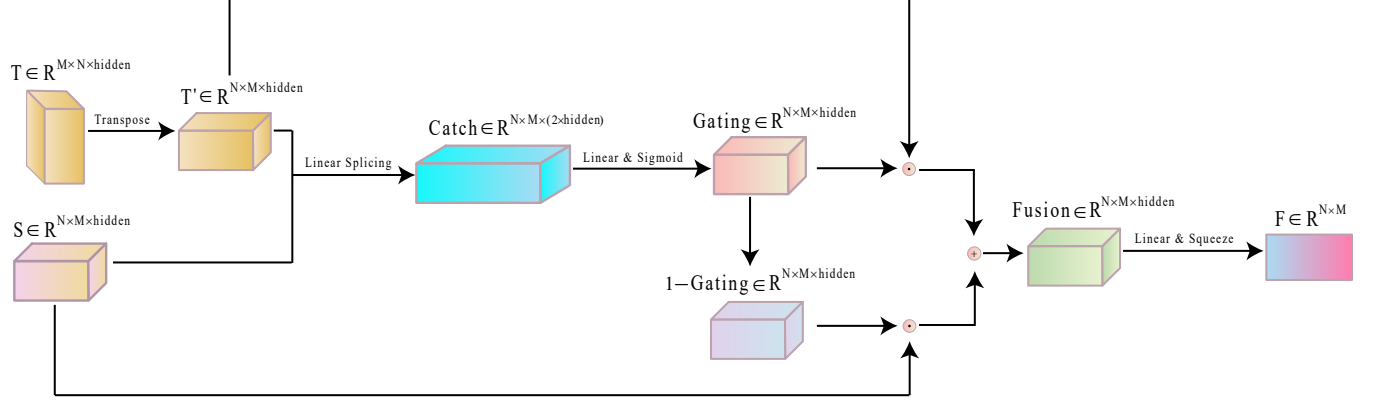 T∈R^M×N×hidden
Transpose
T'∈R^N×M×hidden
S∈R^N×M×hidden
Linear Splicing
Catch∈R^N×M×(2×hidden)
Linear & Sigmoid
Gating∈R^N×M×hidden
1−Gating∈R^N×M×hidden
Fusion∈R^N×M×hidden
Linear & Squeeze
F∈R^N×M